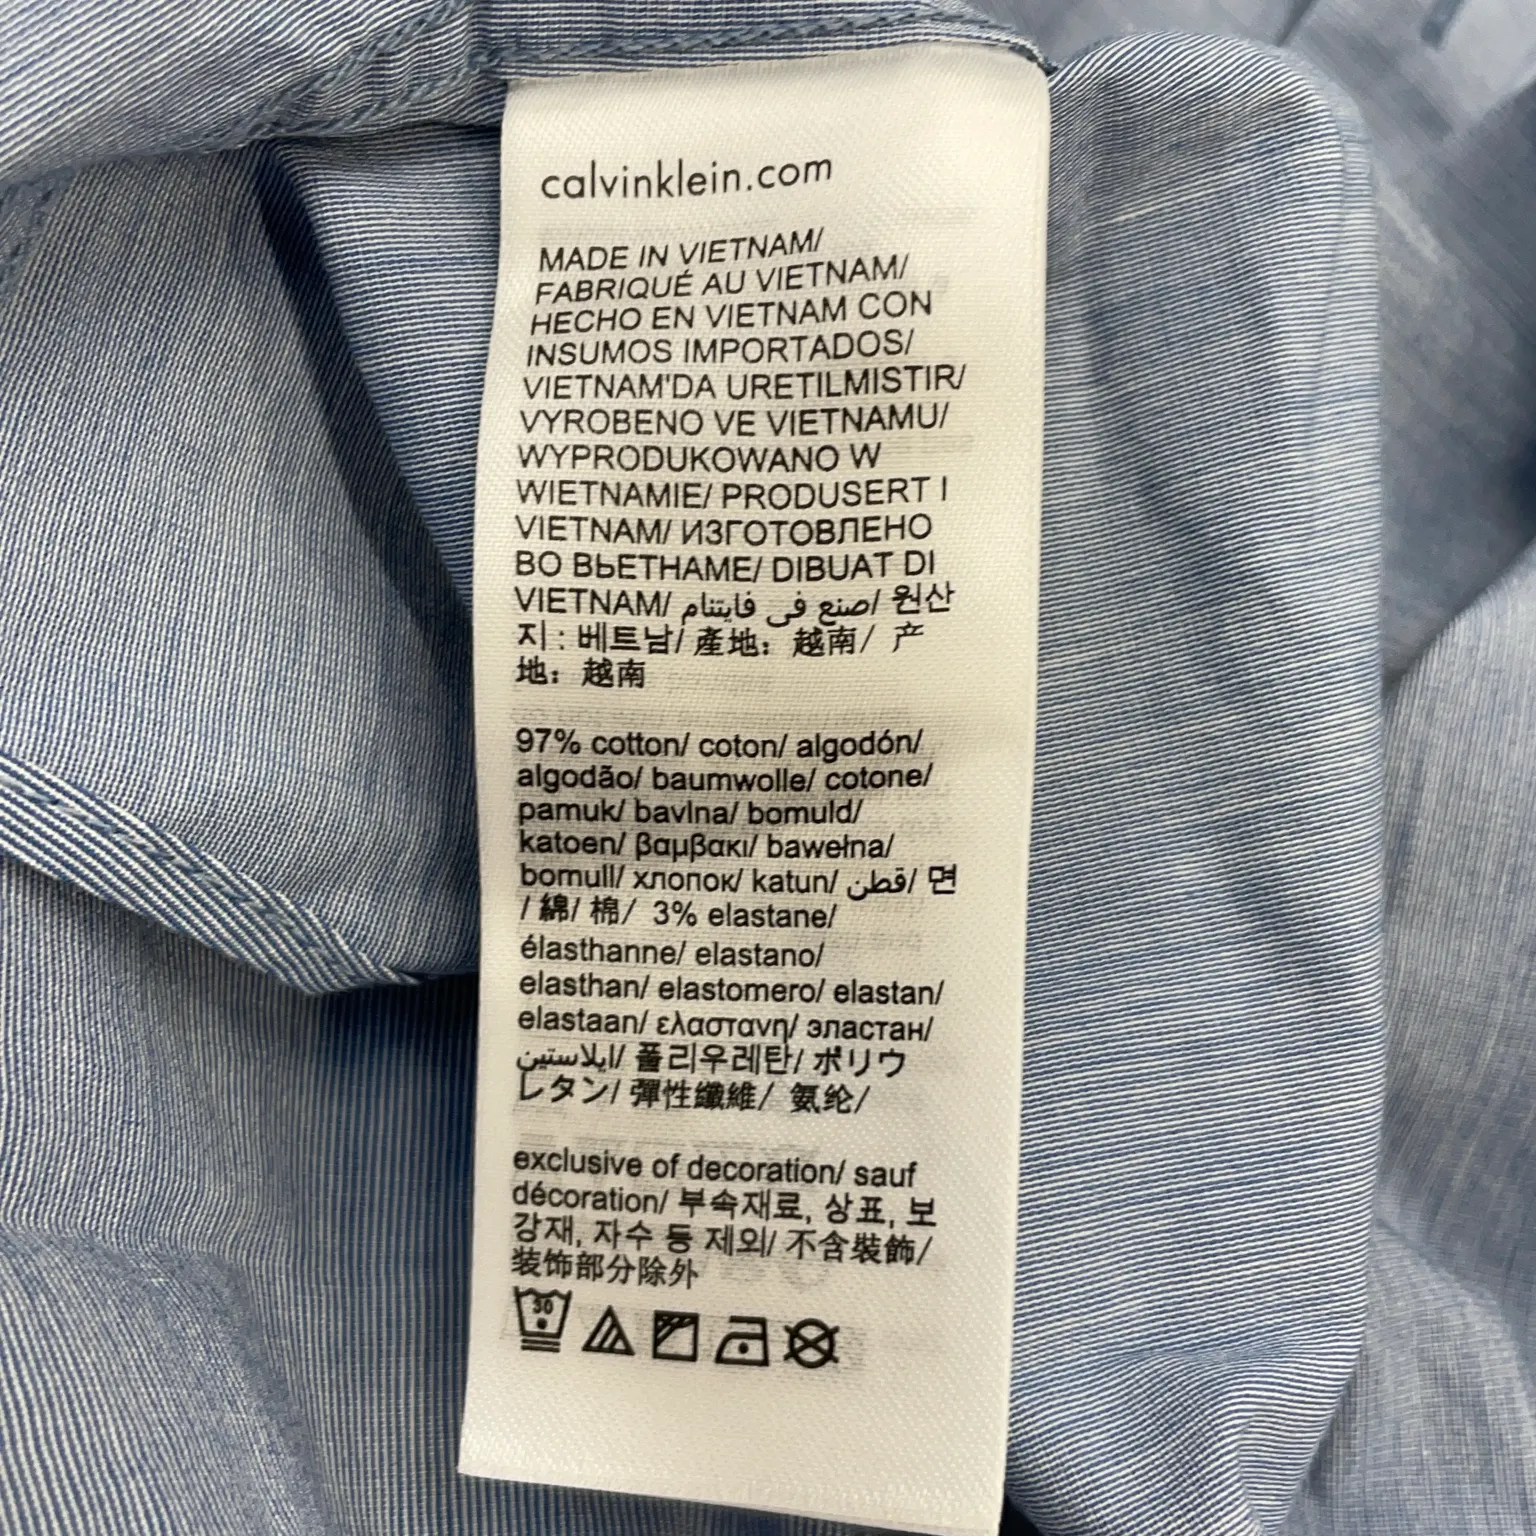 calvinklein.com
MADE IN VIETNAM/
FABRIQUÉ AU VIETNAM/
HECHO EN VIETNAM CON
INSUMOS IMPORTADOS/
VIETNAM'DA URETILMISTIR/
VYROBENO VE VIETNAMU/
WYPRODUKOWANO W
WIETNAMIE/ PRODUSERT I
VIETNAM/ ИЗГОТОВЛЕНО
ВО ВЬЕТНАМЕ/ DIBUAT DI
VIETNAM/ صنع في فايتنام/ 원산
지 : 베트남/ 產地：越南/ 产
地：越南
97% cotton/ coton/ algodón/
algodão/ baumwolle/ cotone/
pamuk/ bavlna/ bomuld/
katoen/ βαμβακι/ bawełna/
bomull/ хлопок/ katun/ قطن/ 면
/ 綿/ 棉/ 3% elastane/
élasthanne/ elastano/
elasthan/ elastomero/ elastan/
elastaan/ ελαστανη/ эластан/
ايلاستين/ 폴리우레탄/ ポリウ
レタン/ 彈性纖維/ 氨纶/
exclusive of decoration/ sauf
décoration/ 부속재료, 상표, 보
강재, 자수 등 제외/ 不含裝飾/
装饰部分除外
30